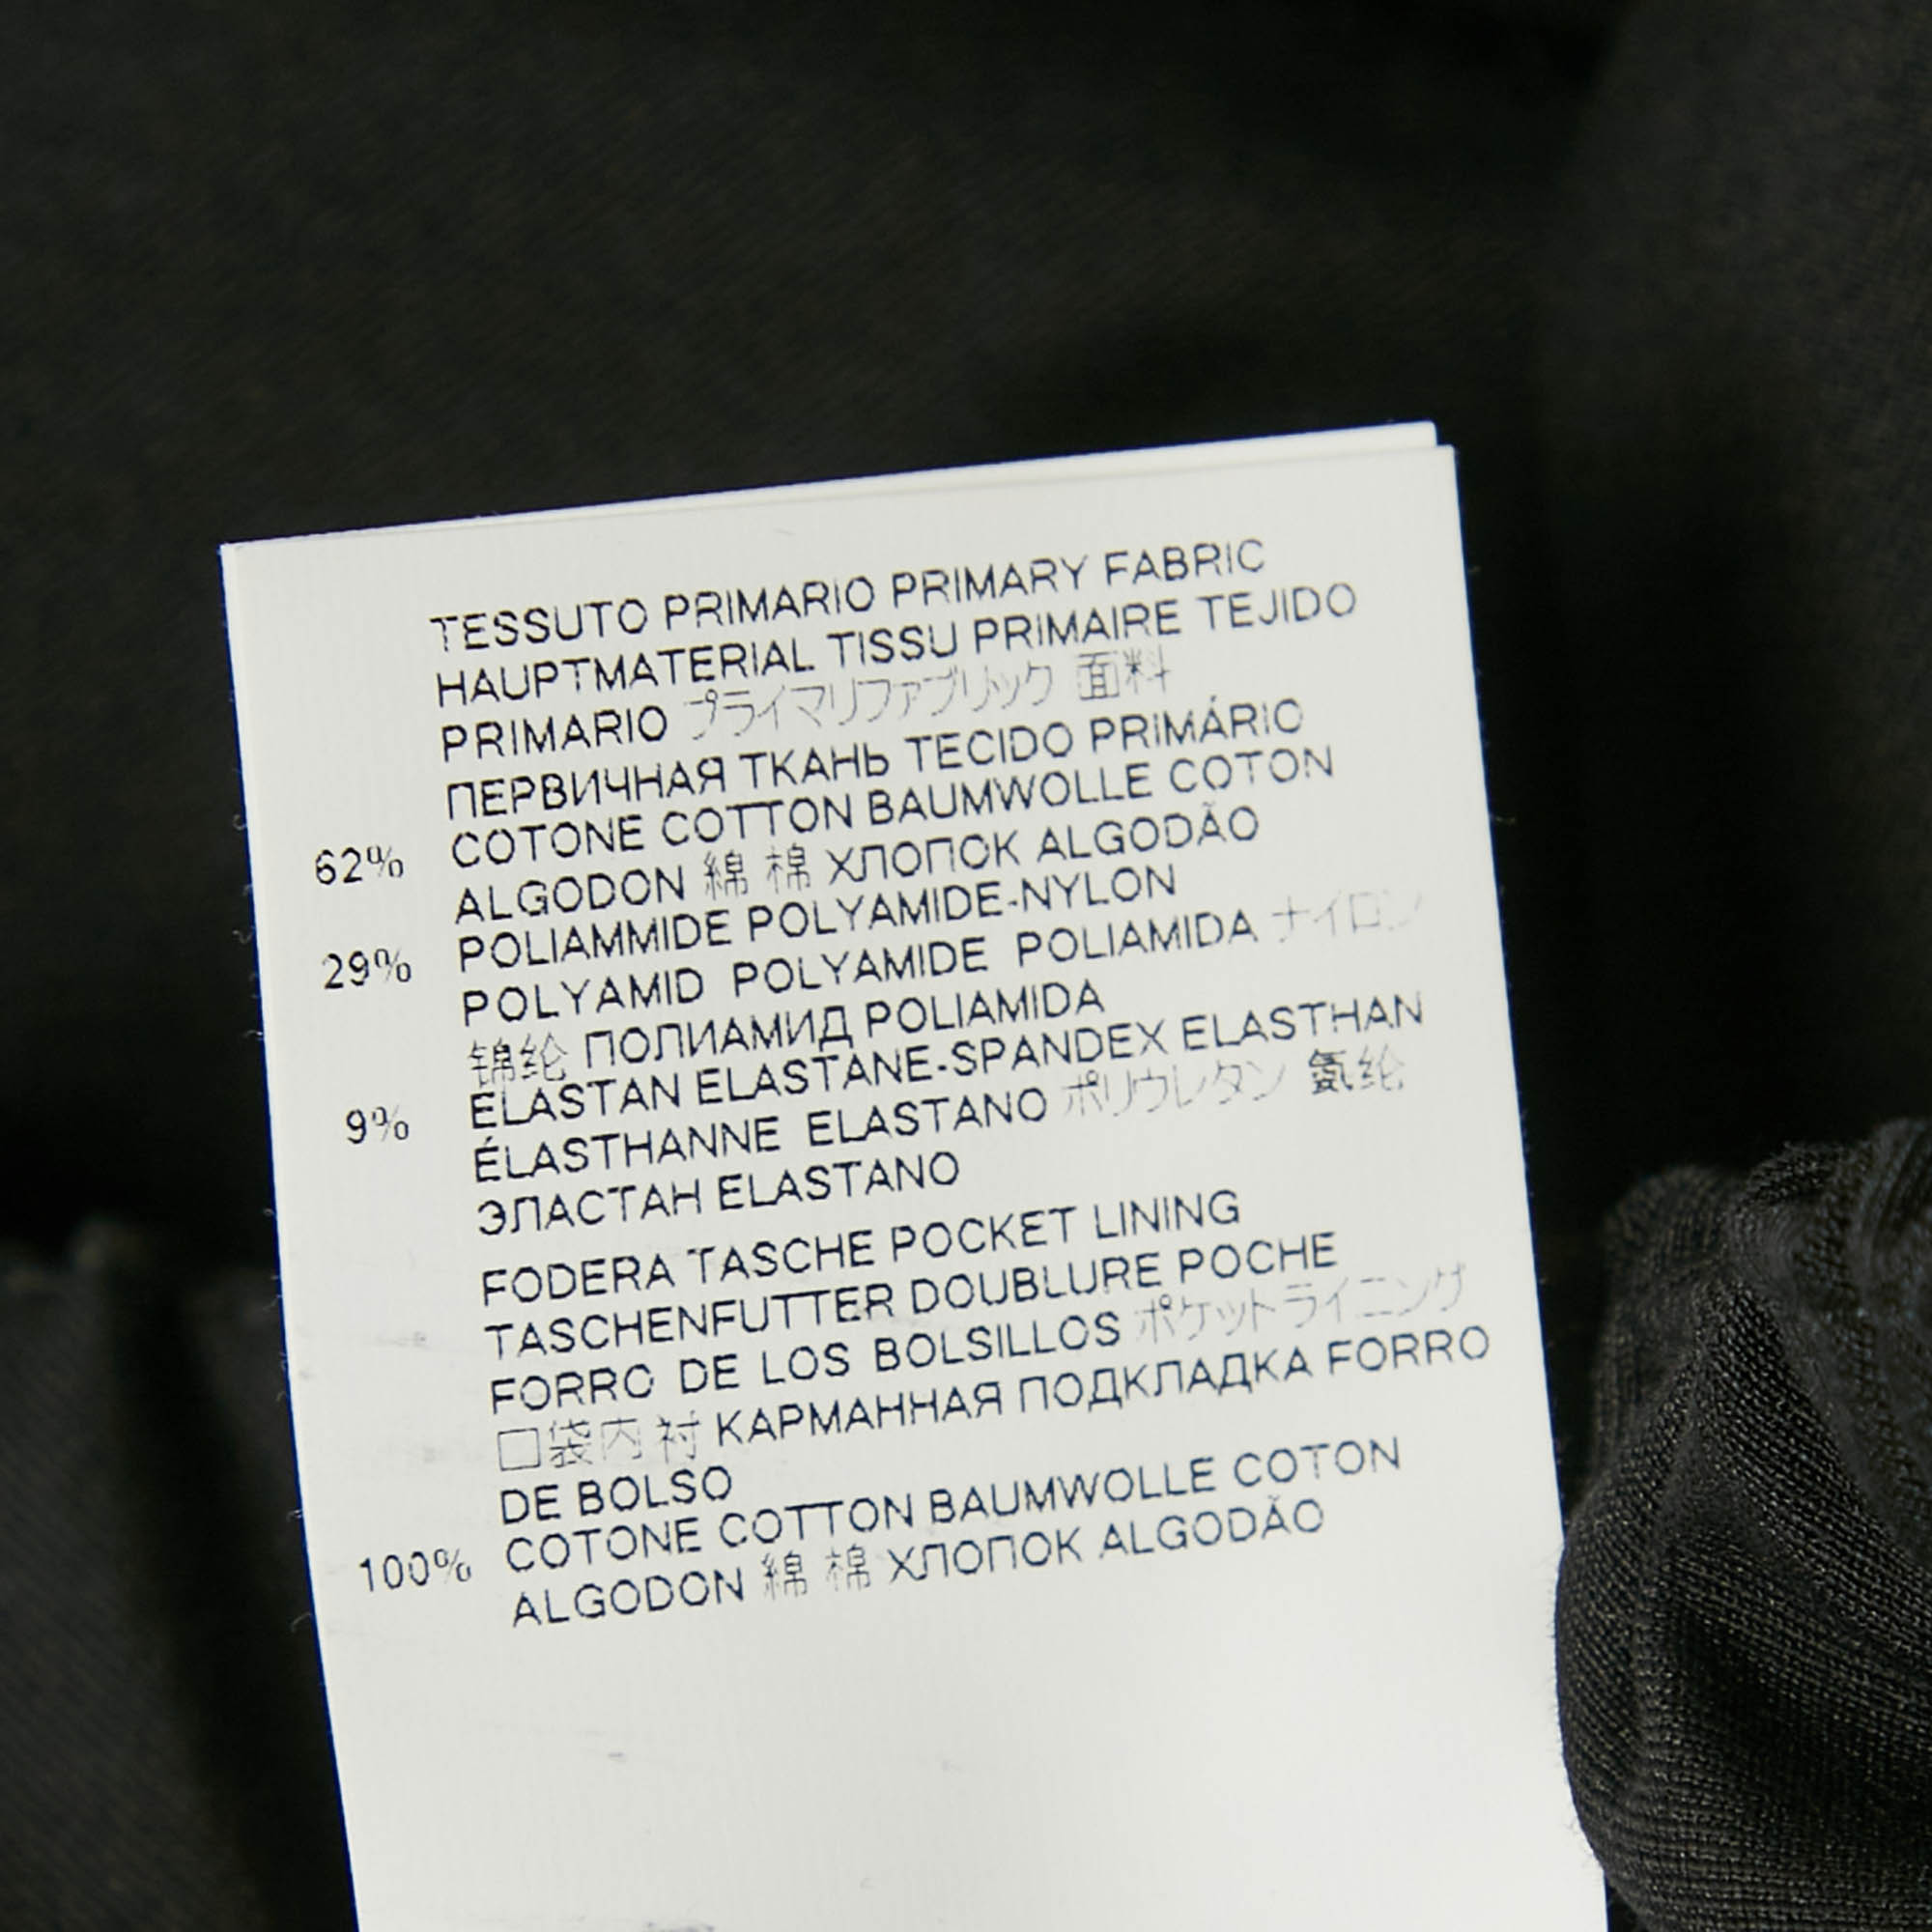 TESSUTO PRIMARIO PRIMARY FABRIC
HAUPTMATERIAL TISSU PRIMAIRE TEJIDO
PRIMARIO プライマリファブリック 面料
ПЕРВИЧНАЯ ТКАНЬ TECIDO PRIMÁRIO
62% COTONE COTTON BAUMWOLLE COTON
ALGODON 綿 棉 ХЛОПОК ALGODÃO
29% POLIAMMIDE POLYAMIDE-NYLON
POLYAMID POLYAMIDE POLIAMIDA ナイロン
锦纶 ПОЛИАМИД POLIAMIDA
9% ELASTAN ELASTANE-SPANDEX ELASTHAN
ÉLASTHANNE ELASTANO ポリウレタン 氨纶
ЭЛАСТАН ELASTANO
FODERA TASCHE POCKET LINING
TASCHENFUTTER DOUBLURE POCHE
FORRO DE LOS BOLSILLOS ポケットライニング
口袋内衬 КАРМАННАЯ ПОДКЛАДКА FORRO
DE BOLSO
100% COTONE COTTON BAUMWOLLE COTON
ALGODON 綿 棉 ХЛОПОК ALGODÃO